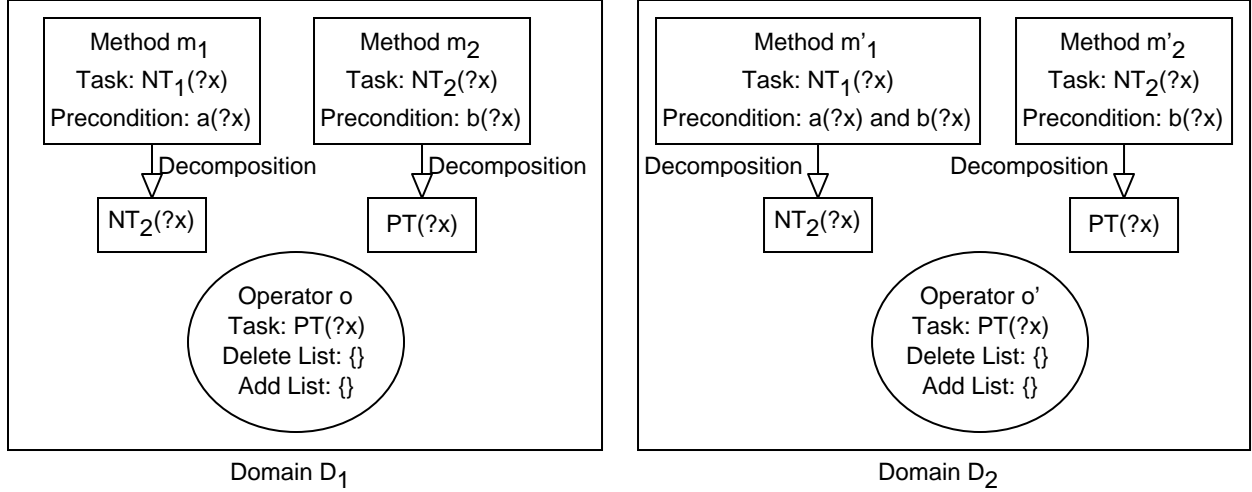 Method m1
Task: NT1(?x)
Precondition: a(?x)
Method m2
Task: NT2(?x)
Precondition: b(?x)
Decomposition
Decomposition
NT2(?x)
PT(?x)
Operator o
Task: PT(?x)
Delete List: {}
Add List: {}
Domain D1
Method m'1
Task: NT1(?x)
Precondition: a(?x) and b(?x)
Method m'2
Task: NT2(?x)
Precondition: b(?x)
Decomposition
Decomposition
NT2(?x)
PT(?x)
Operator o'
Task: PT(?x)
Delete List: {}
Add List: {}
Domain D2